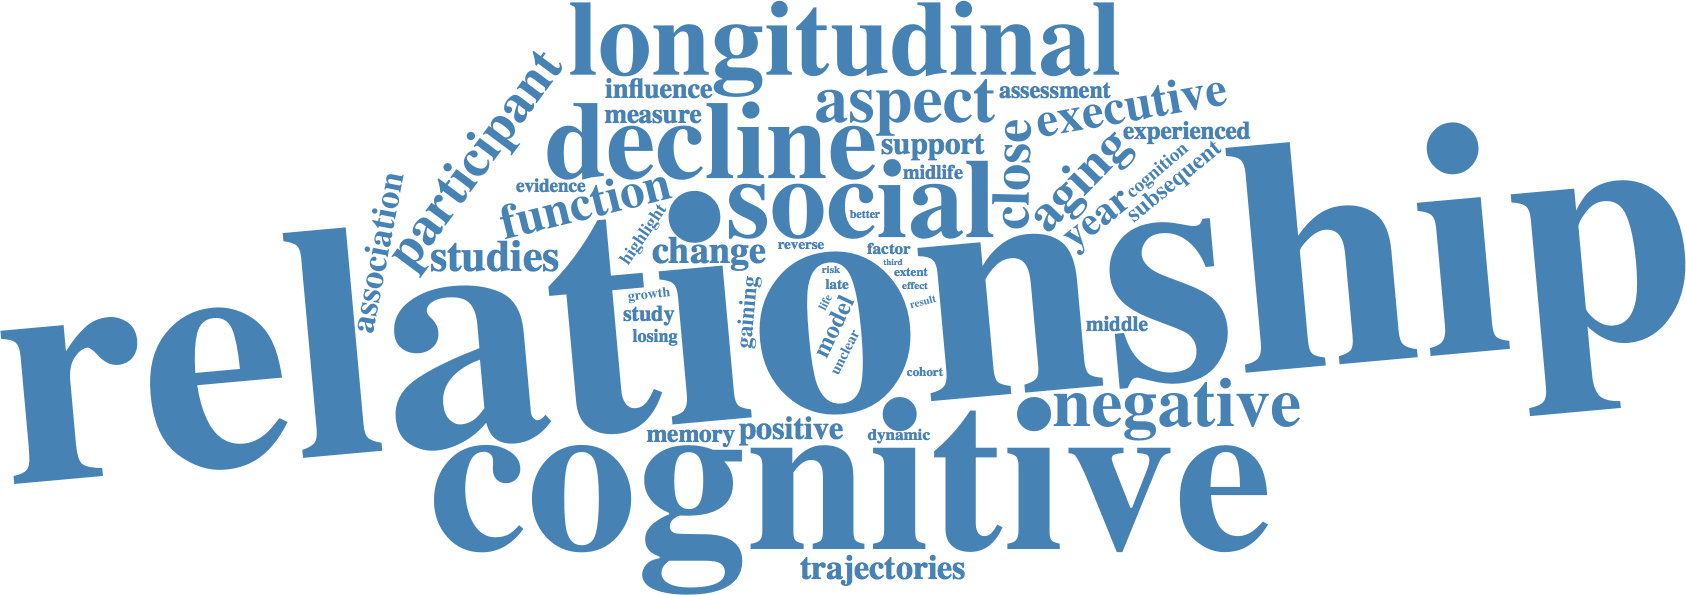 longitudinal
influence
aspect
assessment
executive
measure
participant
decline
support
close
experienced
aging
cognition
subsequent
year
midlife
evidence
function
social
association
highlight
better
relationship
studies
change
reverse
factor
third
risk
extent
late
effect
growth
gaining
life
result
model
study
losing
unclear
middle
cohort
negative
memory
positive
dynamic
cognitive
trajectories